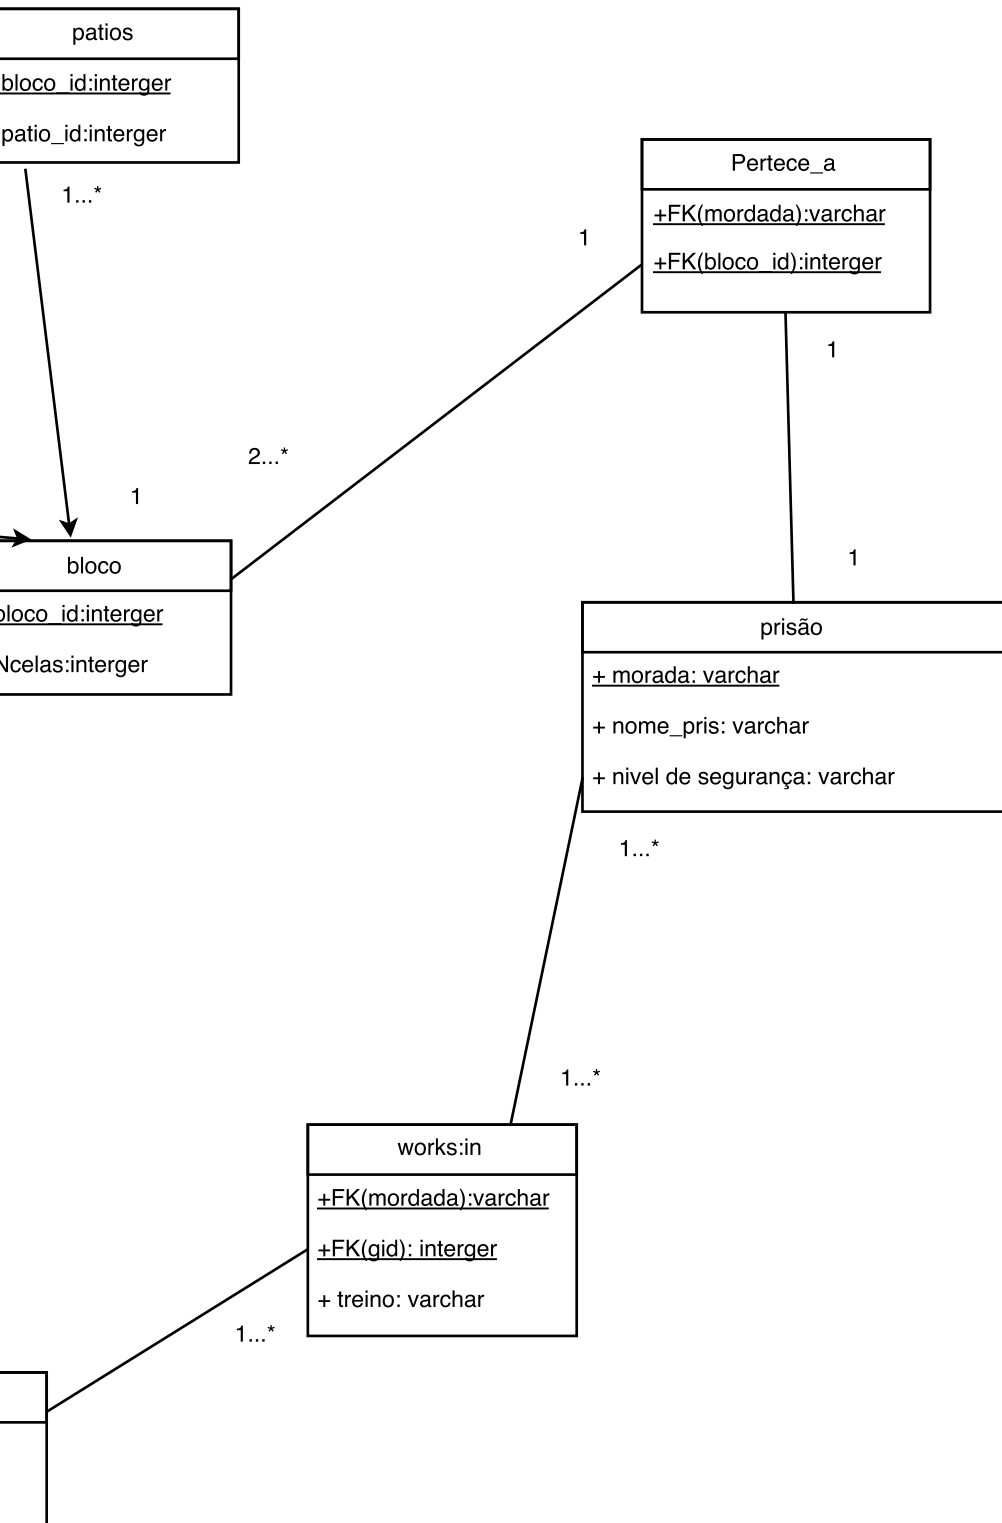 patios
bloco_id:interger
patio_id:interger
1...*
Pertece_a
+FK(mordada):varchar
+FK(bloco_id):interger
1
1
2...*
1
bloco
bloco_id:interger
Ncelas:interger
1
prisão
+ morada: varchar
+ nome_pris: varchar
+ nivel de segurança: varchar
1...*
1...*
works:in
+FK(mordada):varchar
+FK(gid): interger
+ treino: varchar
1...*